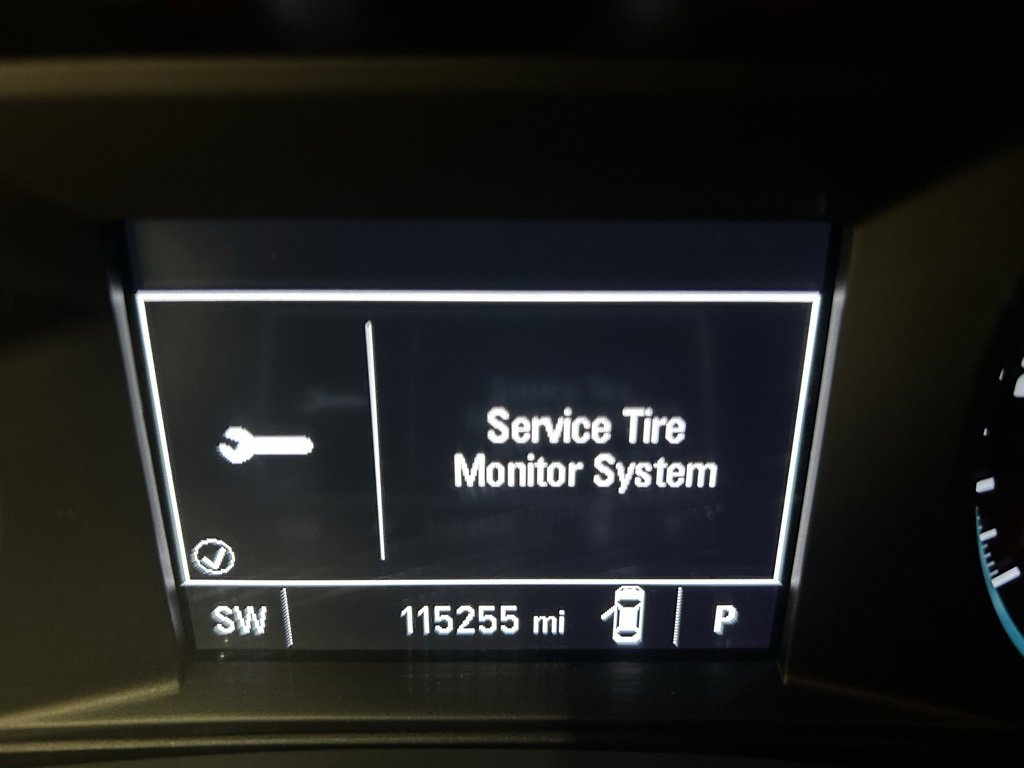 Service Tire
Monitor System
SW
115255 mi
P